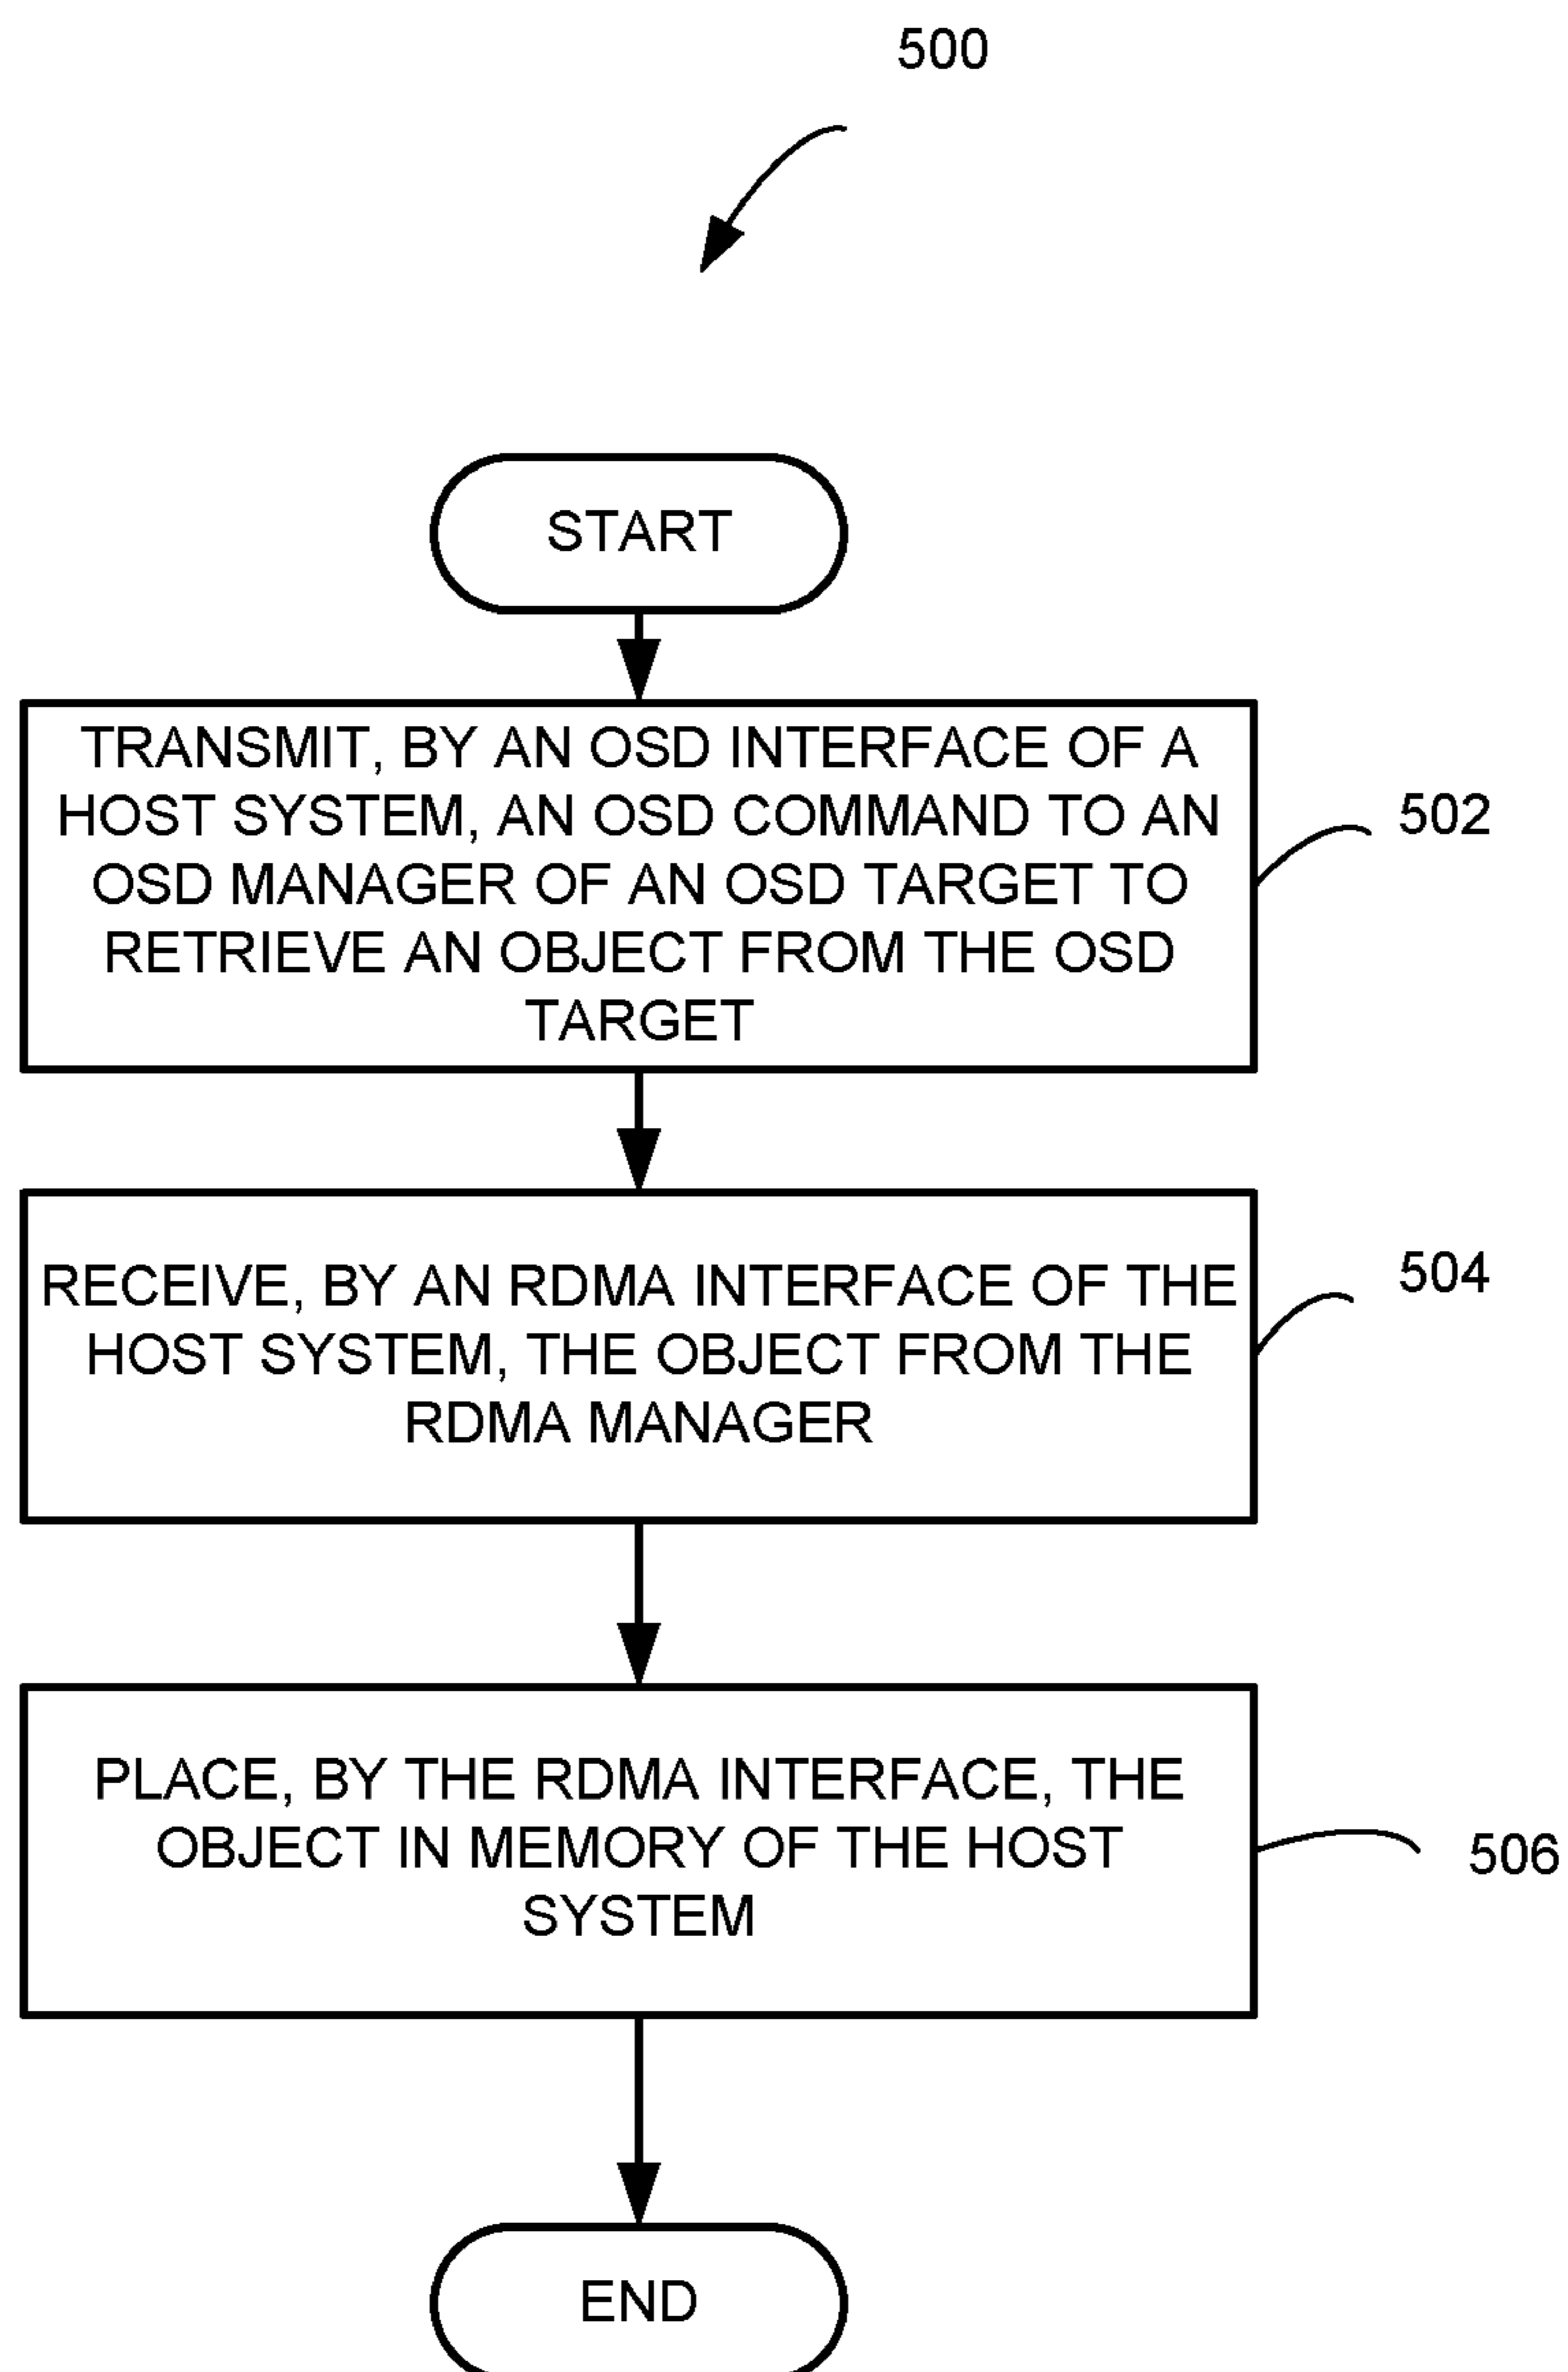 500
START
TRANSMIT, BY AN OSD INTERFACE OF A
HOST SYSTEM, AN OSD COMMAND TO AN
OSD MANAGER OF AN OSD TARGET TO
RETRIEVE AN OBJECT FROM THE OSD
TARGET
502
RECEIVE, BY AN RDMA INTERFACE OF THE
HOST SYSTEM, THE OBJECT FROM THE
RDMA MANAGER
504
PLACE, BY THE RDMA INTERFACE, THE
OBJECT IN MEMORY OF THE HOST
SYSTEM
506
END